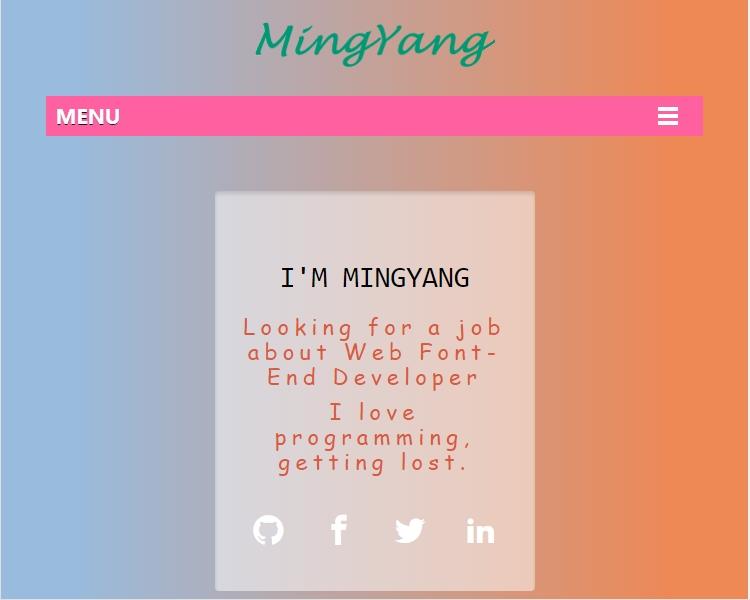 MingYang
MENU
I'M MINGYANG
Looking for a job
about Web Font-
End Developer
I love
programming,
getting lost.